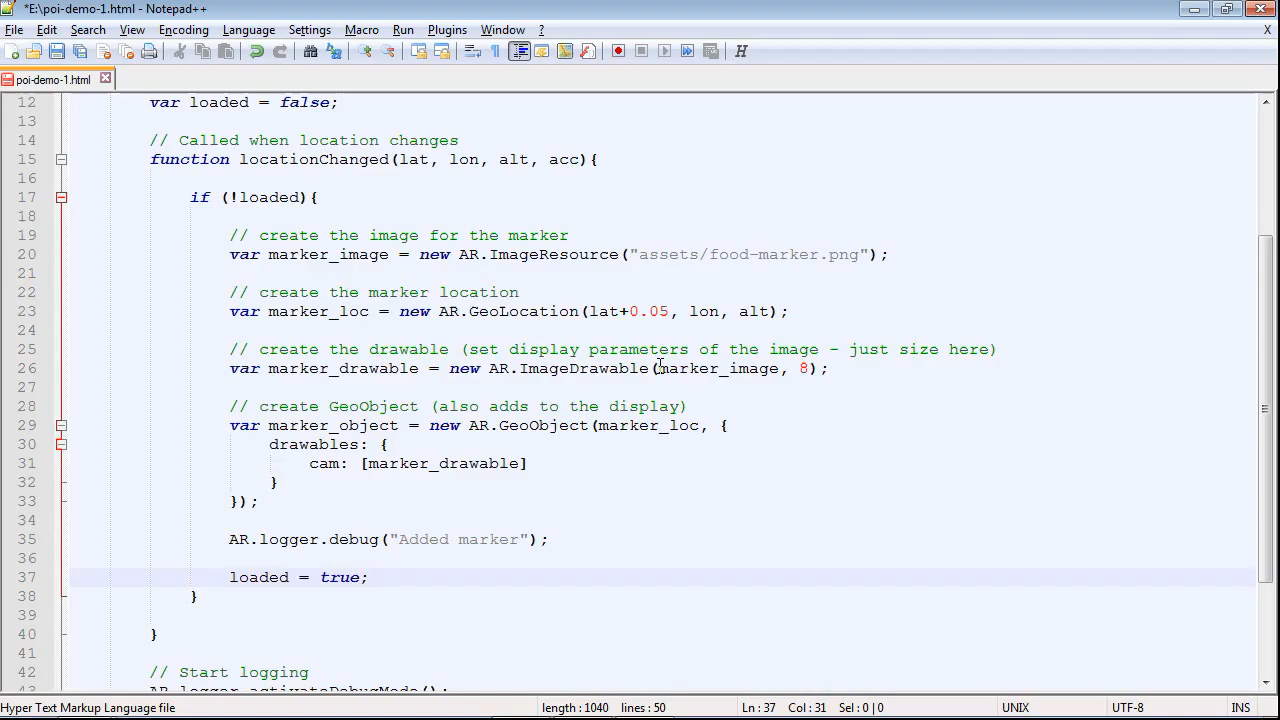 *E:\poi-demo-1.html - Notepad++
File Edit Search View Encoding Language Settings Macro Run Plugins Window ? X
poi-demo-1.html
12 var loaded = false;
13
14 // Called when location changes
15 function locationChanged(lat, lon, alt, acc){
16
17 if (!loaded){
18
19 // create the image for the marker
20 var marker_image = new AR.ImageResource("assets/food-marker.png");
21
22 // create the marker location
23 var marker_loc = new AR.GeoLocation(lat+0.05, lon, alt);
24
25 // create the drawable (set display parameters of the image - just size here)
26 var marker_drawable = new AR.ImageDrawable(marker_image, 8);
27
28 // create GeoObject (also adds to the display)
29 var marker_object = new AR.GeoObject(marker_loc, {
30 drawables: {
31 cam: [marker_drawable]
32 }
33 });
34
35 AR.logger.debug("Added marker");
36
37 loaded = true;
38 }
39
40 }
41
42 // Start logging
43 AR.logger.activateDebugMode();
Hyper Text Markup Language file length : 1040 lines : 50 Ln : 37 Col : 31 Sel : 0 | 0 UNIX UTF-8 INS